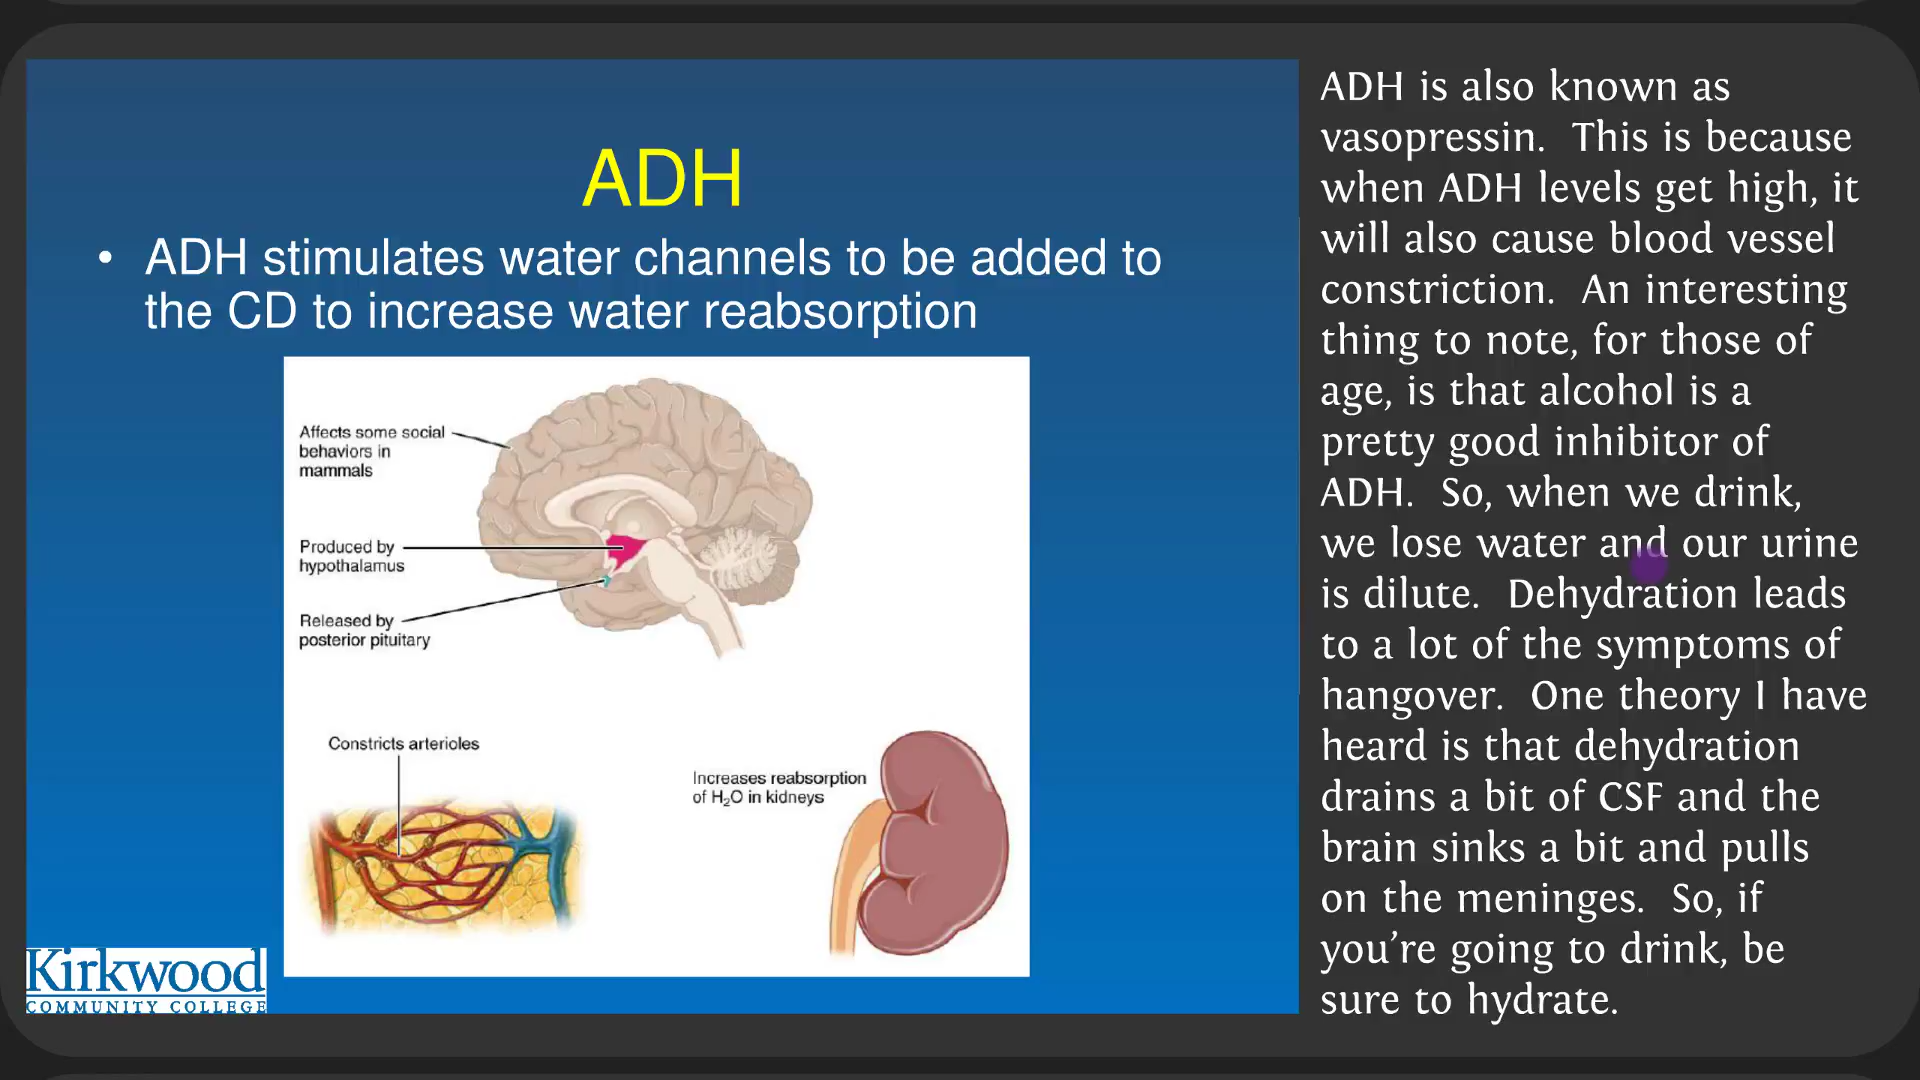 ADH
• ADH stimulates water channels to be added to
the CD to increase water reabsorption
Affects some social
behaviors in
mammals
Produced by
hypothalamus
Released by
posterior pituitary
Constricts arterioles
Increases reabsorption
of H₂O in kidneys
Kirkwood
COMMUNITY COLLEGE
ADH is also known as
vasopressin. This is because
when ADH levels get high, it
will also cause blood vessel
constriction. An interesting
thing to note, for those of
age, is that alcohol is a
pretty good inhibitor of
ADH. So, when we drink,
we lose water and our urine
is dilute. Dehydration leads
to a lot of the symptoms of
hangover. One theory I have
heard is that dehydration
drains a bit of CSF and the
brain sinks a bit and pulls
on the meninges. So, if
you’re going to drink, be
sure to hydrate.